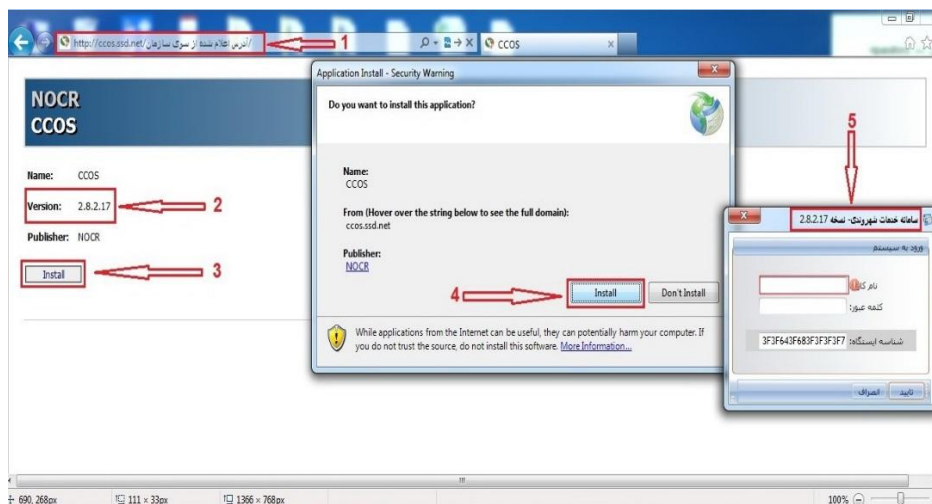 http://ccos.ssd.net/آدرس اعلام شده از سوی سازمان/
1
CCOS
NOCR
CCOS
Name: CCOS
Version: 2.8.2.17
2
Publisher: NOCR
Install
3
Application Install - Security Warning
Do you want to install this application?
Name:
CCOS
From (Hover over the string below to see the full domain):
ccos.ssd.net
Publisher:
NOCR
4
Install
Don't Install
While applications from the Internet can be useful, they can potentially harm your computer. If
you do not trust the source, do not install this software. More Information...
5
سامانه خدمات شهروندی- نسخه 2.8.2.17
ورود به سیستم
نام کا
کلمه عبور:
شناسه ایستگاه: 3F3F643F683F3F3F3F7
تایید
انصراف
690, 268px
111 × 33px
1366 × 768px
100%